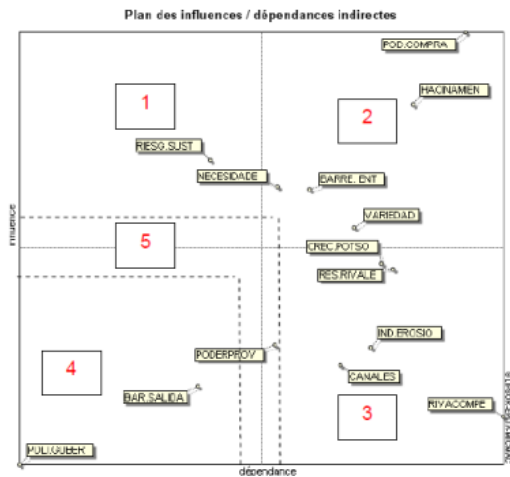 Plan des influences / dépendances indirectes
POD.COMPRA
HACINAMIEN
1
2
RIESG.SUST
NECESIDADE
BARRE. ENT
VARIEDAD
influence
5
CREC.POTSO
RES.RIVALE
IND.EROSIO
PODERPROV
4
CANALES
BAR.SALIDA
3
RIVACOMPE
POLI.GUBER
dépendance